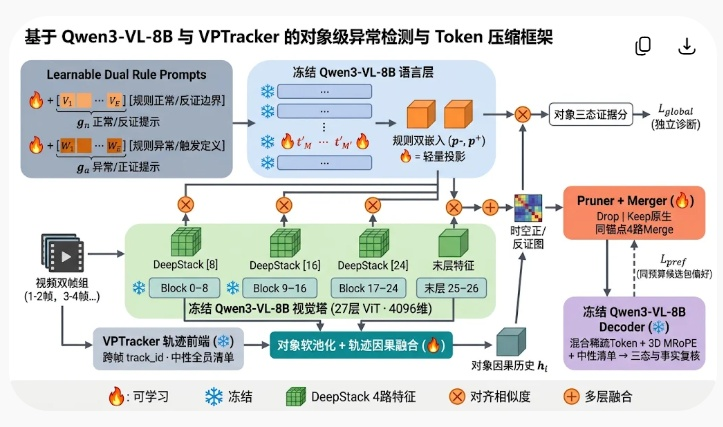 基于 Qwen3-VL-8B 与 VPTracker 的对象级异常检测与 Token 压缩框架
Learnable Dual Rule Prompts
+ [V₁ ⋯ V_E] [规则正常/反证边界]
gₙ 正常/反证提示
+ [W₁ ⋯ W_E] [规则异常/触发定义]
gₐ 异常/正证提示
冻结 Qwen3-VL-8B 语言层
...
...
⋮
t'_M ⋯ t'_M
规则双嵌入 (p-, p⁺)
= 轻量投影
对象三态证据分
L_global
(独立诊断)
视频双帧组
(1-2帧，3-4帧...)
DeepStack [8]
DeepStack [16]
DeepStack [24]
末层特征
Block 0–8
Block 9–16
Block 17–24
末层 25–26
冻结 Qwen3-VL-8B 视觉塔 (27层 ViT · 4096维)
时空正/
反证图
Pruner + Merger ()
Drop | Keep原生
同锚点4路Merge
L_pref
(同预算候选包偏好)
VPTracker 轨迹前端
跨帧 track_id · 中性全员清单
对象软池化 + 轨迹因果融合 ()
对象因果历史 hᵢ
冻结 Qwen3-VL-8B
Decoder ()
混合稀疏Token + 3D MRoPE
+ 中性清单 → 三态与事实复核
: 可学习
: 冻结
DeepStack 4路特征
: 对齐相似度
: 多层融合